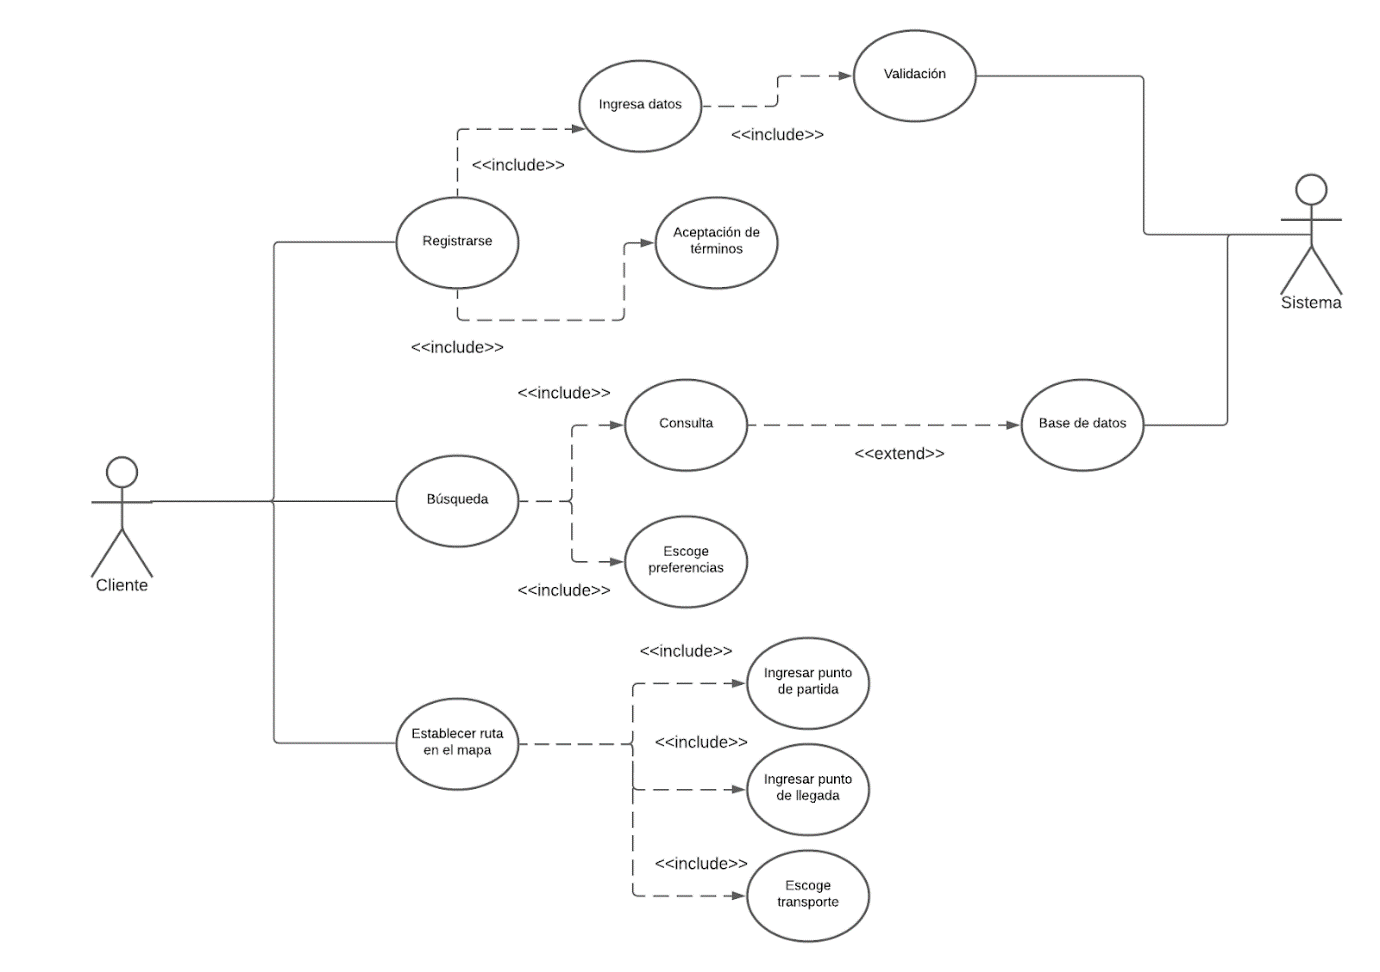 Validación
Ingresa datos
<<include>>
<<include>>
Registrarse
Aceptación de
términos
Sistema
<<include>>
<<include>>
Consulta
Base de datos
<<extend>>
Búsqueda
Escoge
preferencias
Cliente
<<include>>
<<include>>
Ingresar punto
de partida
Establecer ruta
en el mapa
<<include>>
Ingresar punto
de llegada
<<include>>
Escoge
transporte